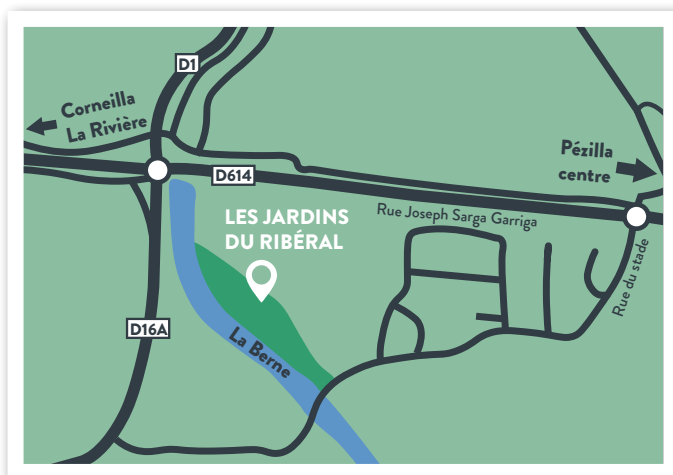 D1
Corneilla
La Rivière
Pézilla
centre
D614
LES JARDINS
DU RIBÉRAL
Rue Joseph Sarga Garriga
Rue du stade
D16A
La Berne